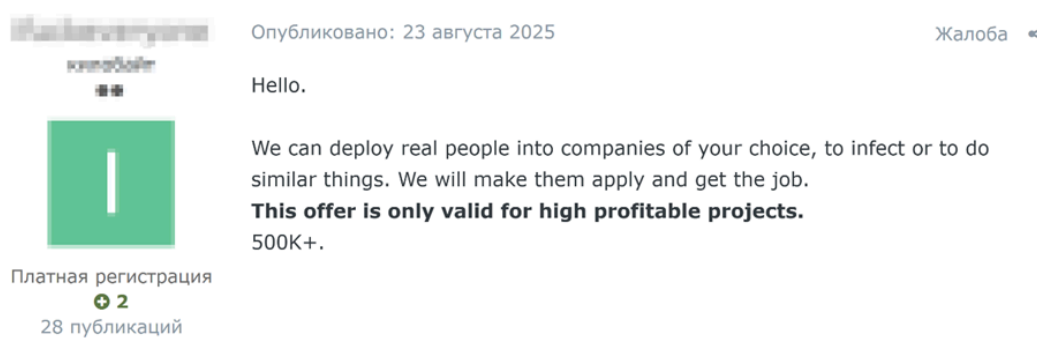 Опубликовано: 23 августа 2025
Жалоба
Hello.
We can deploy real people into companies of your choice, to infect or to do
similar things. We will make them apply and get the job.
This offer is only valid for high profitable projects.
500K+.
I
Платная регистрация
2
28 публикаций